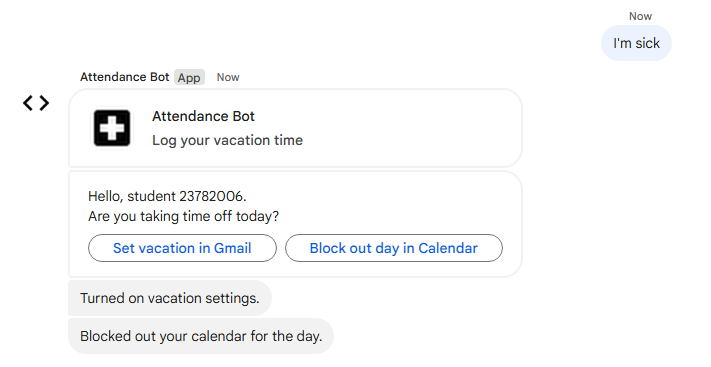 Now
I'm sick
Attendance Bot App Now
Attendance Bot
Log your vacation time
Hello, student 23782006.
Are you taking time off today?
Set vacation in Gmail Block out day in Calendar
Turned on vacation settings.
Blocked out your calendar for the day.